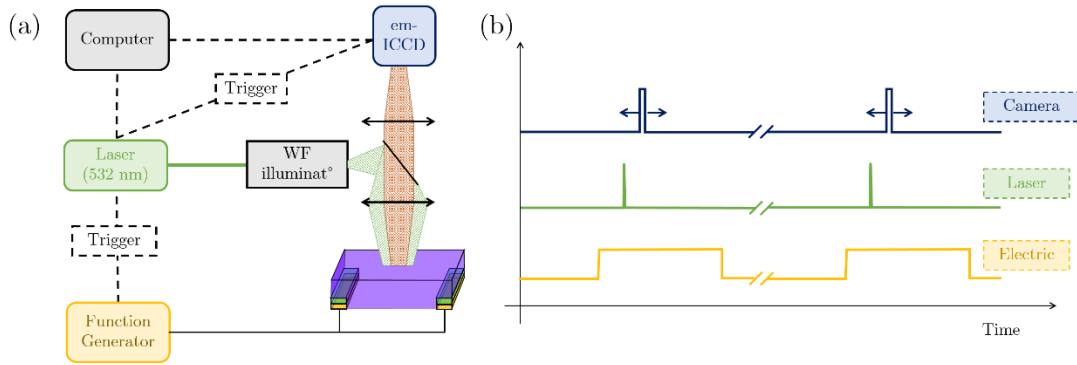 (a)
Computer
em-
ICCD
Trigger
Laser
(532 nm)
WF
illuminat°
Trigger
Function
Generator
(b)
Camera
Laser
Electric
Time